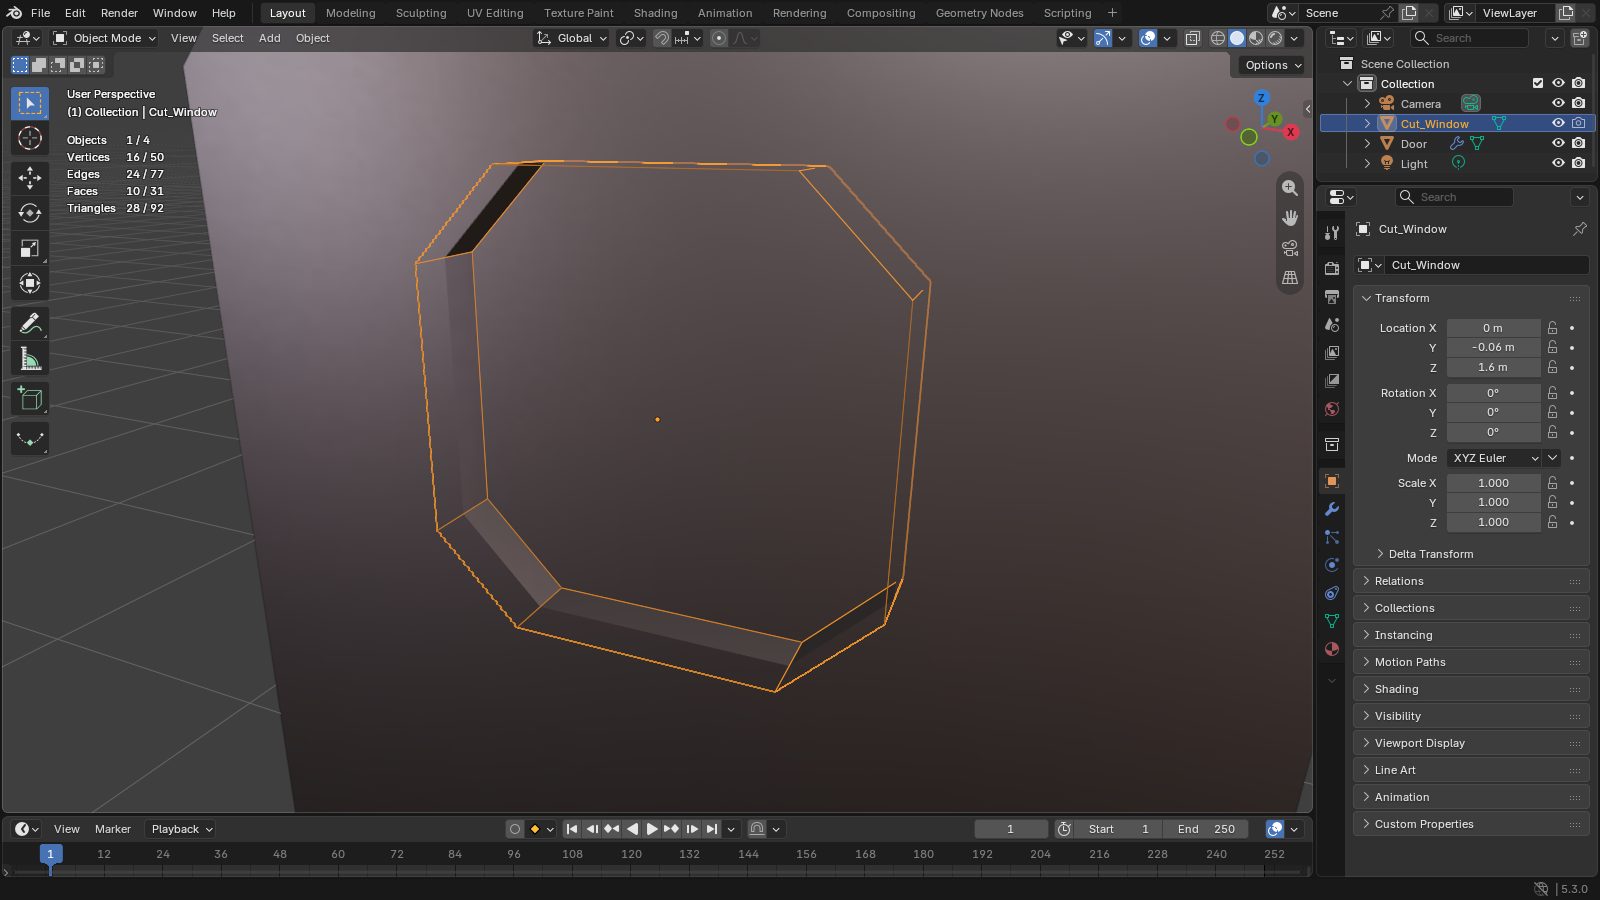 File Edit Render Window Help Layout Modeling Sculpting UV Editing Texture Paint Shading Animation Rendering Compositing Geometry Nodes Scripting + Scene ViewLayer
Object Mode View Select Add Object Global Search
Options
User Perspective
(1) Collection | Cut_Window
Objects 1 / 4
Vertices 16 / 50
Edges 24 / 77
Faces 10 / 31
Triangles 28 / 92
Z
Y
X
Scene Collection
Collection
Camera
Cut_Window
Door
Light
Search
Cut_Window
Cut_Window
Transform
Location X 0 m
Y -0.06 m
Z 1.6 m
Rotation X 0°
Y 0°
Z 0°
Mode XYZ Euler
Scale X 1.000
Y 1.000
Z 1.000
Delta Transform
Relations
Collections
Instancing
Motion Paths
Shading
Visibility
Viewport Display
Line Art
Animation
Custom Properties
View Marker Playback 1 Start 1 End 250
1 12 24 36 48 60 72 84 96 108 120 132 144 156 168 180 192 204 216 228 240 252
5.3.0